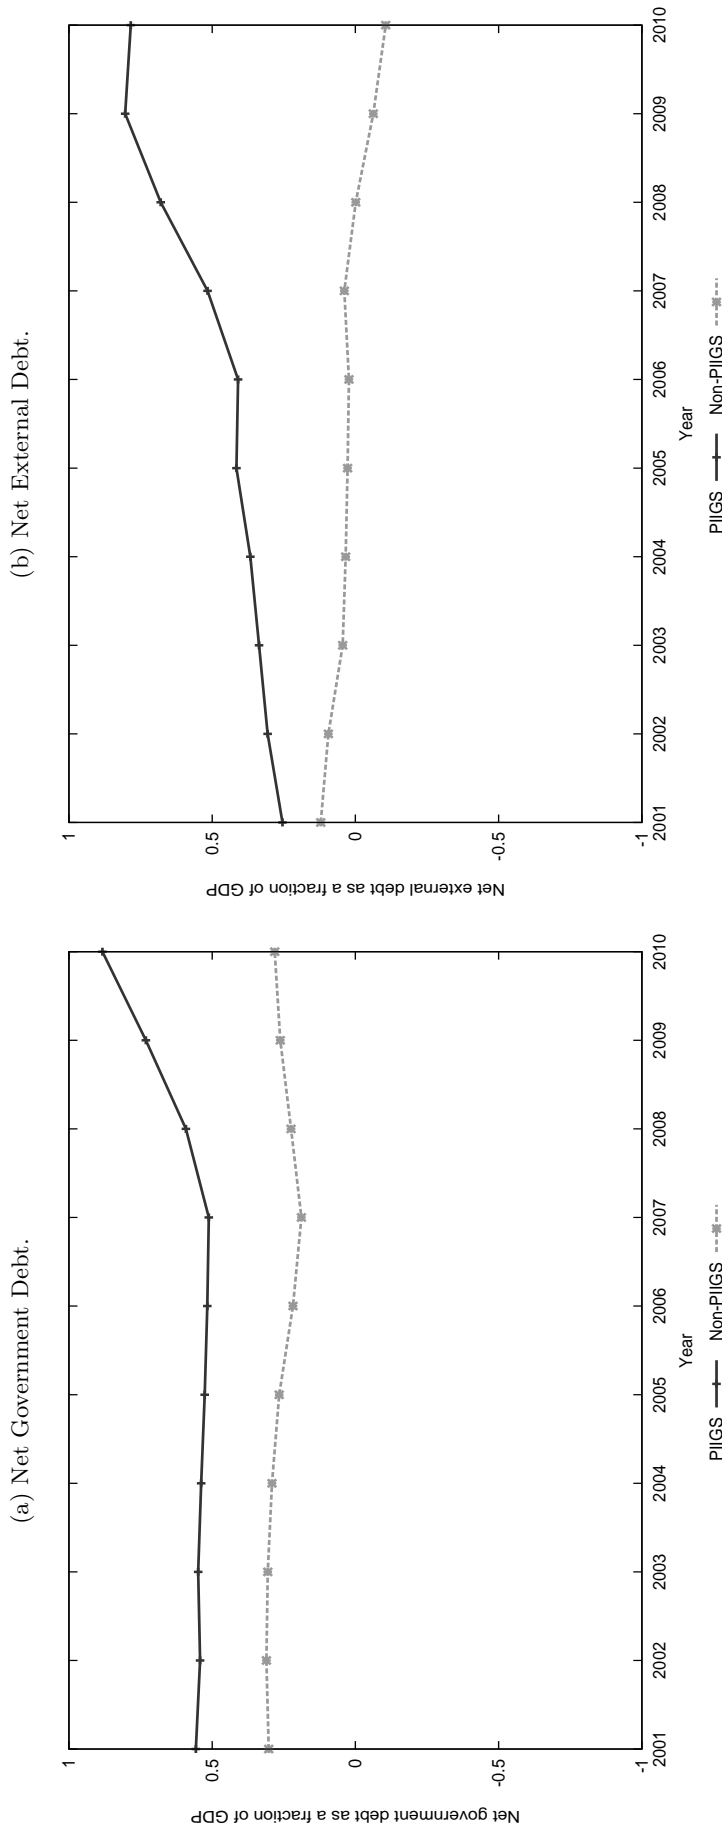 (a) Net Government Debt.
Net government debt as a fraction of GDP
1
0.5
0
-0.5
-1
2001 2002 2003 2004 2005 2006 2007 2008 2009 2010
Year
PIIGS Non-PIIGS
(b) Net External Debt.
Net external debt as a fraction of GDP
1
0.5
0
-0.5
-1
2001 2002 2003 2004 2005 2006 2007 2008 2009 2010
Year
PIIGS Non-PIIGS